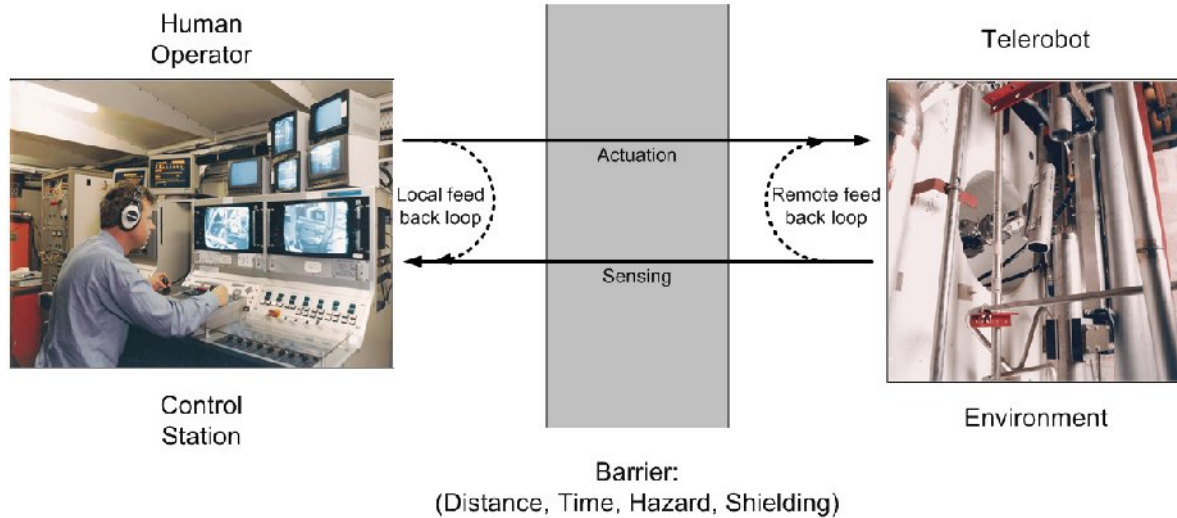 Human
Operator
Telerobot
Actuation
Local feed
back loop
Remote feed
back loop
Sensing
Control
Station
Environment
Barrier:
(Distance, Time, Hazard, Shielding)